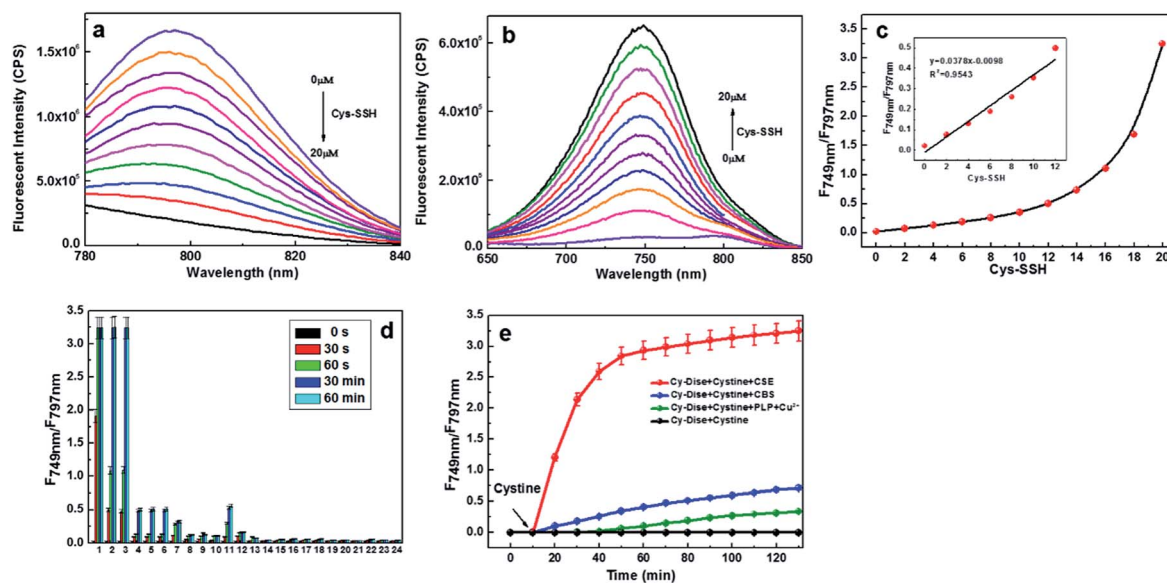 a
Fluorescent Intensity (CPS)
1.5×10⁶
1.0×10⁶
5.0×10⁵
0.0
0µM
Cys-SSH
20µM
780
800
820
840
Wavelength (nm)
b
Fluorescent Intensity (CPS)
6.0x10⁵
4.0x10⁵
2.0x10⁵
0.0
20µM
Cys-SSH
0µM
650
700
750
800
850
Wavelength (nm)
c
F749nm/F797nm
3.5
3.0
2.5
2.0
1.5
1.0
0.5
0.0
0 2 4 6 8 10 12 14 16 18 20
Cys-SSH
y=0.0378x-0.0098
R²=0.9543
F749nm/F797nm
0.5
0.4
0.3
0.2
0.1
0.0
0 2 4 6 8 10 12
Cys-SSH
d
F749nm/F797nm
3.5
3.0
2.5
2.0
1.5
1.0
0.5
0.0
0 s
30 s
60 s
30 min
60 min
1 2 3 4 5 6 7 8 9 10 11 12 13 14 15 16 17 18 19 20 21 22 23 24
e
F749nm/F797nm
3.5
3.0
2.5
2.0
1.5
1.0
0.5
0.0
Cy-Dise+Cystine+CSE
Cy-Dise+Cystine+CBS
Cy-Dise+Cystine+PLP+Cu²⁺
Cy-Dise+Cystine
Cystine
0 20 40 60 80 100 120
Time (min)